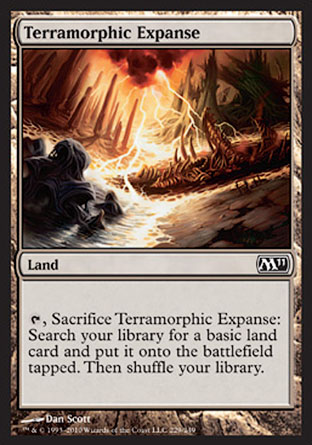 Terramorphic Expanse
Land
M11
, Sacrifice Terramorphic Expanse:
Search your library for a basic land
card and put it onto the battlefield
tapped. Then shuffle your library.
Dan Scott
™ & © 1993-2010 Wizards of the Coast LLC 229/249